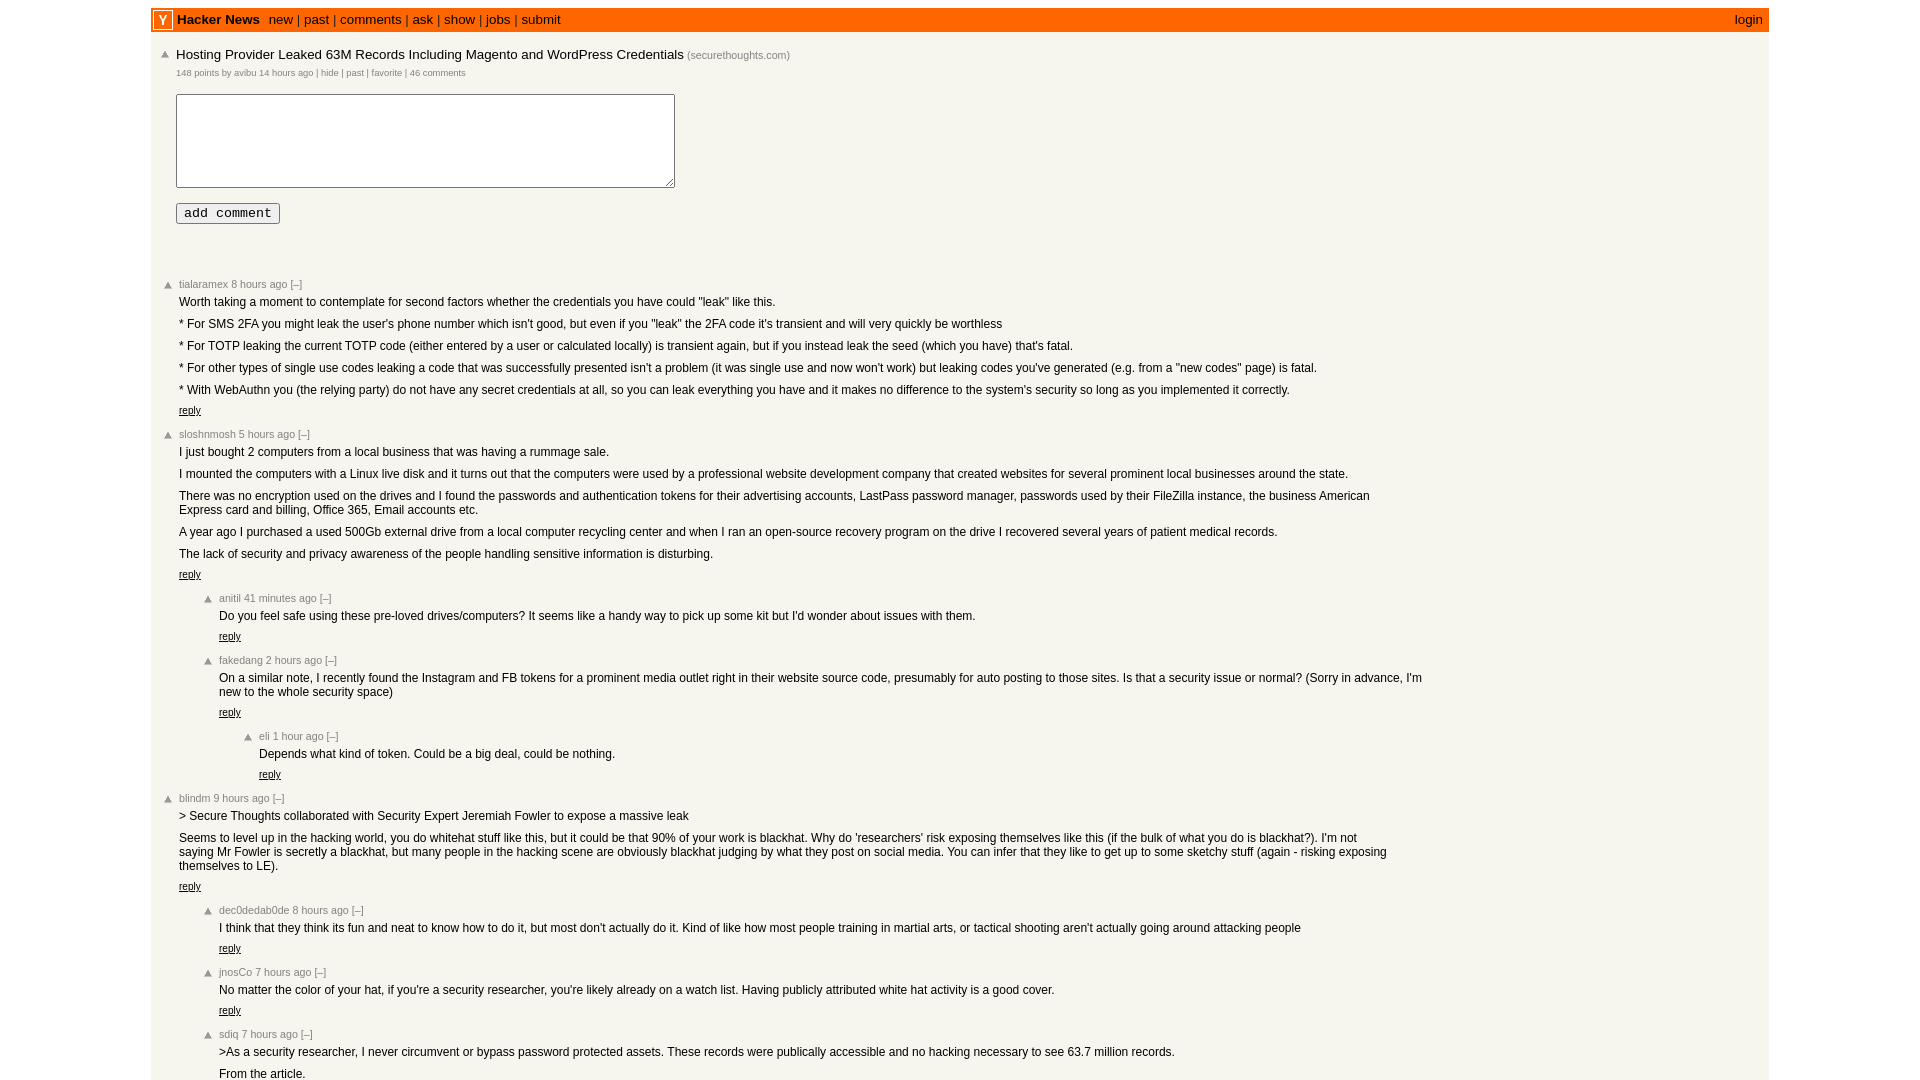 Y Hacker News new | past | comments | ask | show | jobs | submit login
Hosting Provider Leaked 63M Records Including Magento and WordPress Credentials (securethoughts.com)
148 points by avibu 14 hours ago | hide | past | favorite | 46 comments
add comment
tialaramex 8 hours ago [–]
Worth taking a moment to contemplate for second factors whether the credentials you have could "leak" like this.
* For SMS 2FA you might leak the user's phone number which isn't good, but even if you "leak" the 2FA code it's transient and will very quickly be worthless
* For TOTP leaking the current TOTP code (either entered by a user or calculated locally) is transient again, but if you instead leak the seed (which you have) that's fatal.
* For other types of single use codes leaking a code that was successfully presented isn't a problem (it was single use and now won't work) but leaking codes you've generated (e.g. from a "new codes" page) is fatal.
* With WebAuthn you (the relying party) do not have any secret credentials at all, so you can leak everything you have and it makes no difference to the system's security so long as you implemented it correctly.
reply
sloshnmosh 5 hours ago [–]
I just bought 2 computers from a local business that was having a rummage sale.
I mounted the computers with a Linux live disk and it turns out that the computers were used by a professional website development company that created websites for several prominent local businesses around the state.
There was no encryption used on the drives and I found the passwords and authentication tokens for their advertising accounts, LastPass password manager, passwords used by their FileZilla instance, the business American
Express card and billing, Office 365, Email accounts etc.
A year ago I purchased a used 500Gb external drive from a local computer recycling center and when I ran an open-source recovery program on the drive I recovered several years of patient medical records.
The lack of security and privacy awareness of the people handling sensitive information is disturbing.
reply
anitil 41 minutes ago [–]
Do you feel safe using these pre-loved drives/computers? It seems like a handy way to pick up some kit but I'd wonder about issues with them.
reply
fakedang 2 hours ago [–]
On a similar note, I recently found the Instagram and FB tokens for a prominent media outlet right in their website source code, presumably for auto posting to those sites. Is that a security issue or normal? (Sorry in advance, I'm
new to the whole security space)
reply
eli 1 hour ago [–]
Depends what kind of token. Could be a big deal, could be nothing.
reply
blindm 9 hours ago [–]
> Secure Thoughts collaborated with Security Expert Jeremiah Fowler to expose a massive leak
Seems to level up in the hacking world, you do whitehat stuff like this, but it could be that 90% of your work is blackhat. Why do 'researchers' risk exposing themselves like this (if the bulk of what you do is blackhat?). I'm not
saying Mr Fowler is secretly a blackhat, but many people in the hacking scene are obviously blackhat judging by what they post on social media. You can infer that they like to get up to some sketchy stuff (again - risking exposing
themselves to LE).
reply
dec0dedab0de 8 hours ago [–]
I think that they think its fun and neat to know how to do it, but most don't actually do it. Kind of like how most people training in martial arts, or tactical shooting aren't actually going around attacking people
reply
jnosCo 7 hours ago [–]
No matter the color of your hat, if you're a security researcher, you're likely already on a watch list. Having publicly attributed white hat activity is a good cover.
reply
sdiq 7 hours ago [–]
>As a security researcher, I never circumvent or bypass password protected assets. These records were publically accessible and no hacking necessary to see 63.7 million records.
From the article.